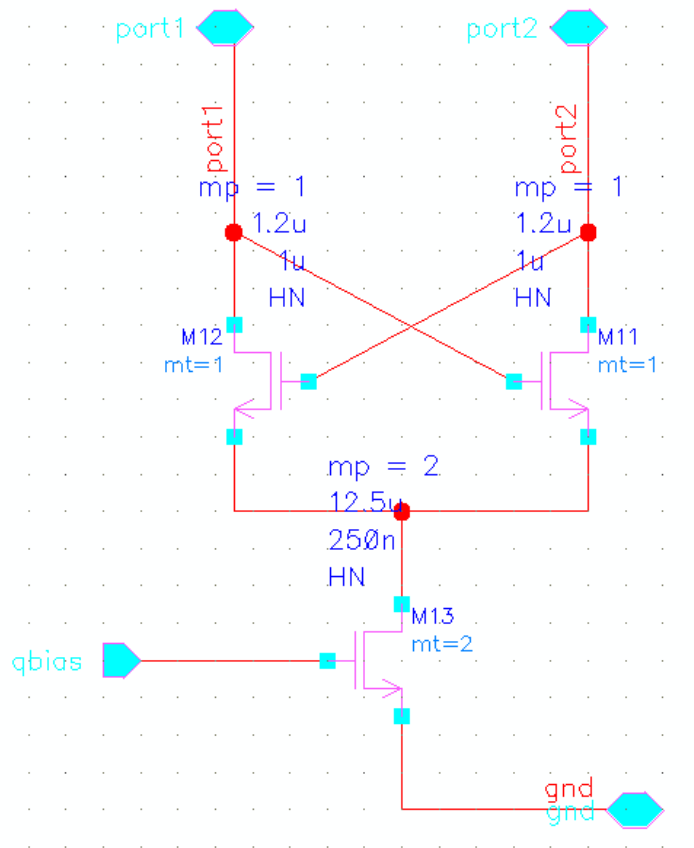 port1
port2
port1
port2
mp = 1
1.2u
1u
HN
mp = 1
1.2u
1u
HN
M12
mt=1
M11
mt=1
mp = 2
12.5u
250n
HN
M13
mt=2
qbias
gnd
gnd